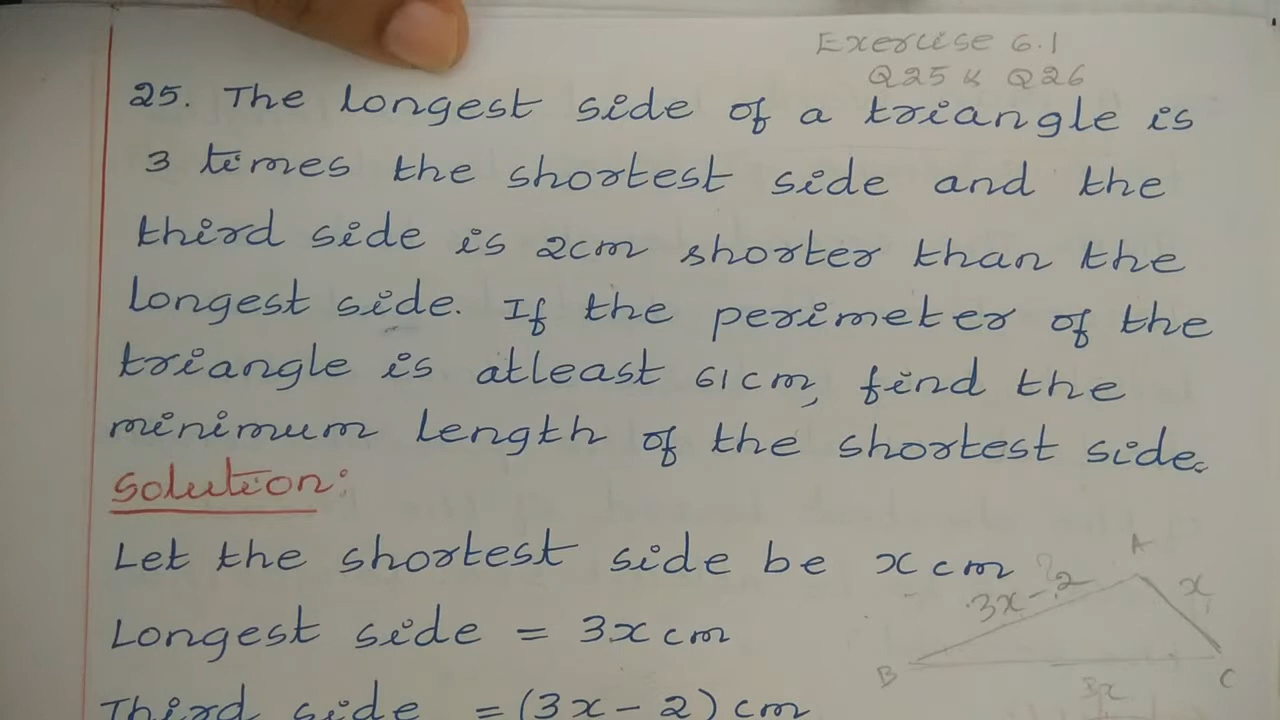 Exercise 6.1
Q25 & Q26
25. The longest side of a triangle is
3 times the shortest side and the
third side is 2cm shorter than the
longest side. If the perimeter of the
triangle is atleast 61cm, find the
minimum length of the shortest side.
Solution:
Let the shortest side be x cm
A
3x-2
x
Longest side = 3x cm
B
C
3x
Third side = (3x-2) cm